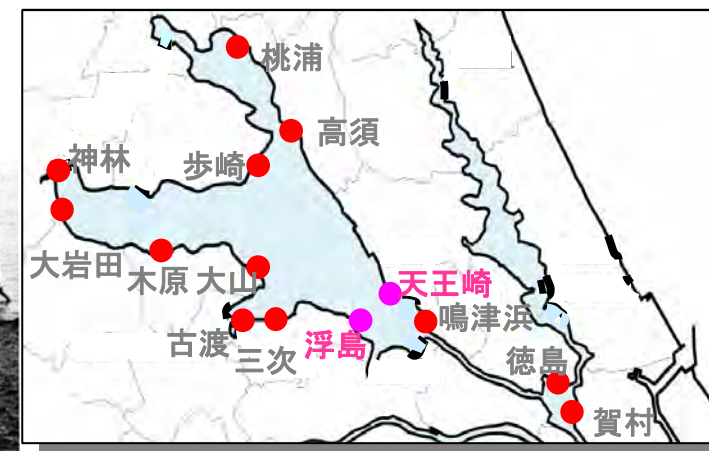 桃浦
高須
神林
歩崎
大岩田
木原
大山
天王崎
鳴津浜
古渡
三次
浮島
徳島
賀村